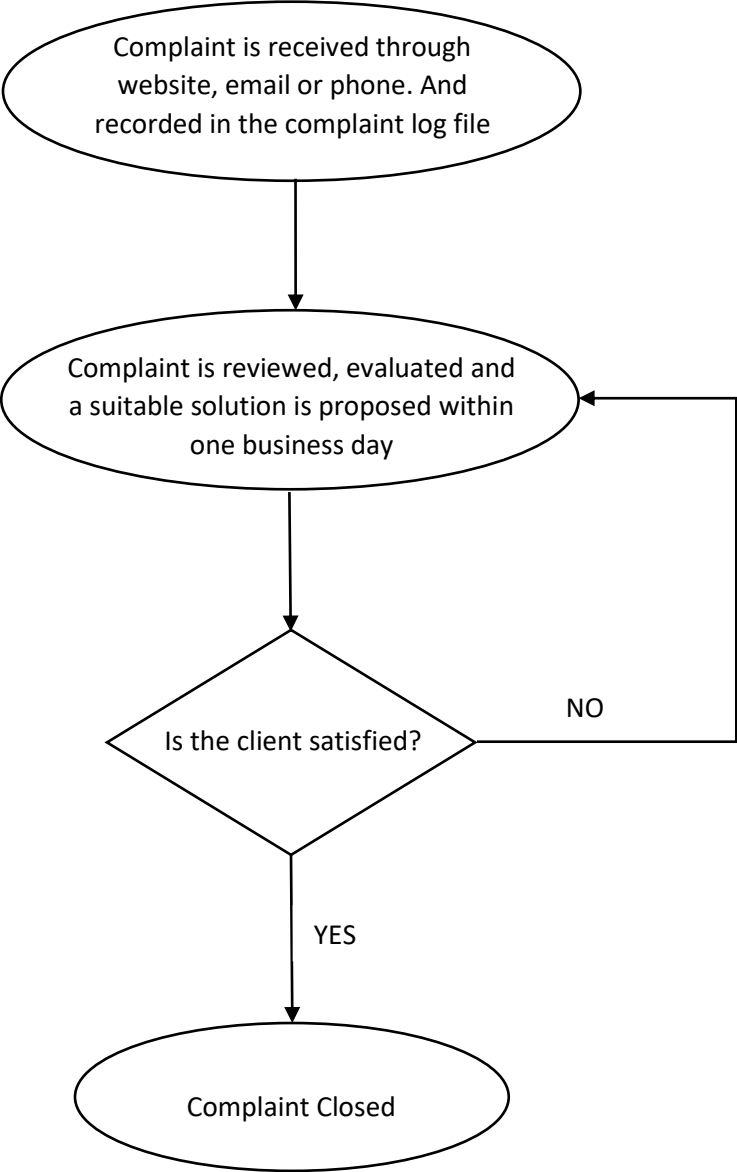 Complaint is received through
website, email or phone. And
recorded in the complaint log file
Complaint is reviewed, evaluated and
a suitable solution is proposed within
one business day
Is the client satisfied?
NO
YES
Complaint Closed